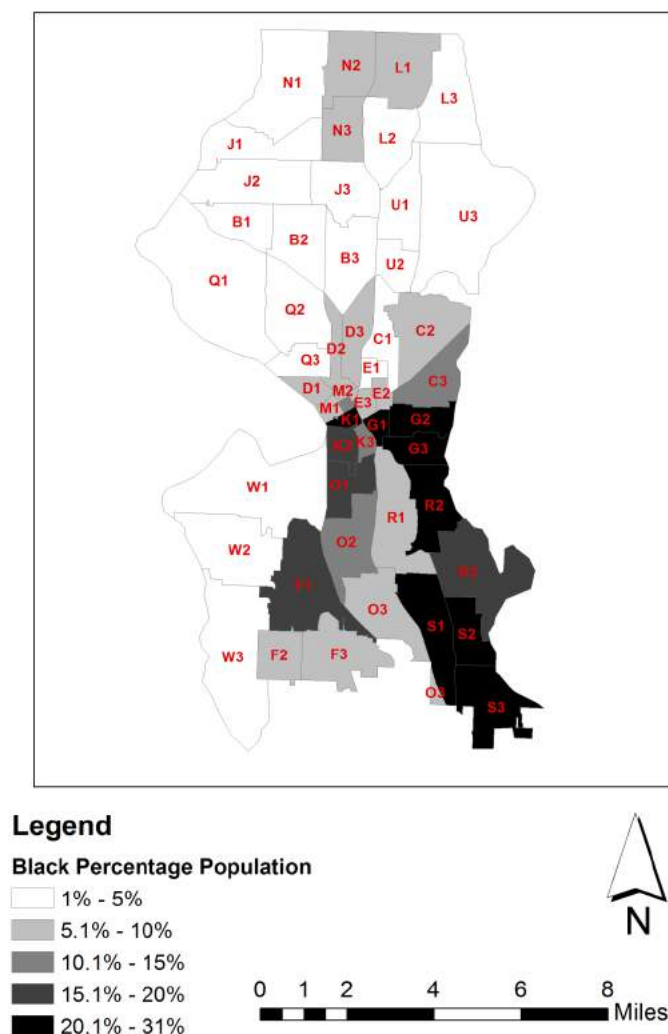 N2
L1
N1
L3
N3
L2
J1
J2
J3
U1
U3
B1
B2
B3
U2
Q1
Q2
D3
C1
C2
D2
Q3
E1
C3
D1
M2
E2
E3
M1
K1
G1
G2
K2
K3
G3
W1
O1
R2
R1
W2
O2
R3
F1
O3
S1
S2
W3
F2
F3
O3
S3
Legend
Black Percentage Population
1% - 5%
5.1% - 10%
10.1% - 15%
15.1% - 20%
20.1% - 31%
N
0 1 2 4 6 8
Miles